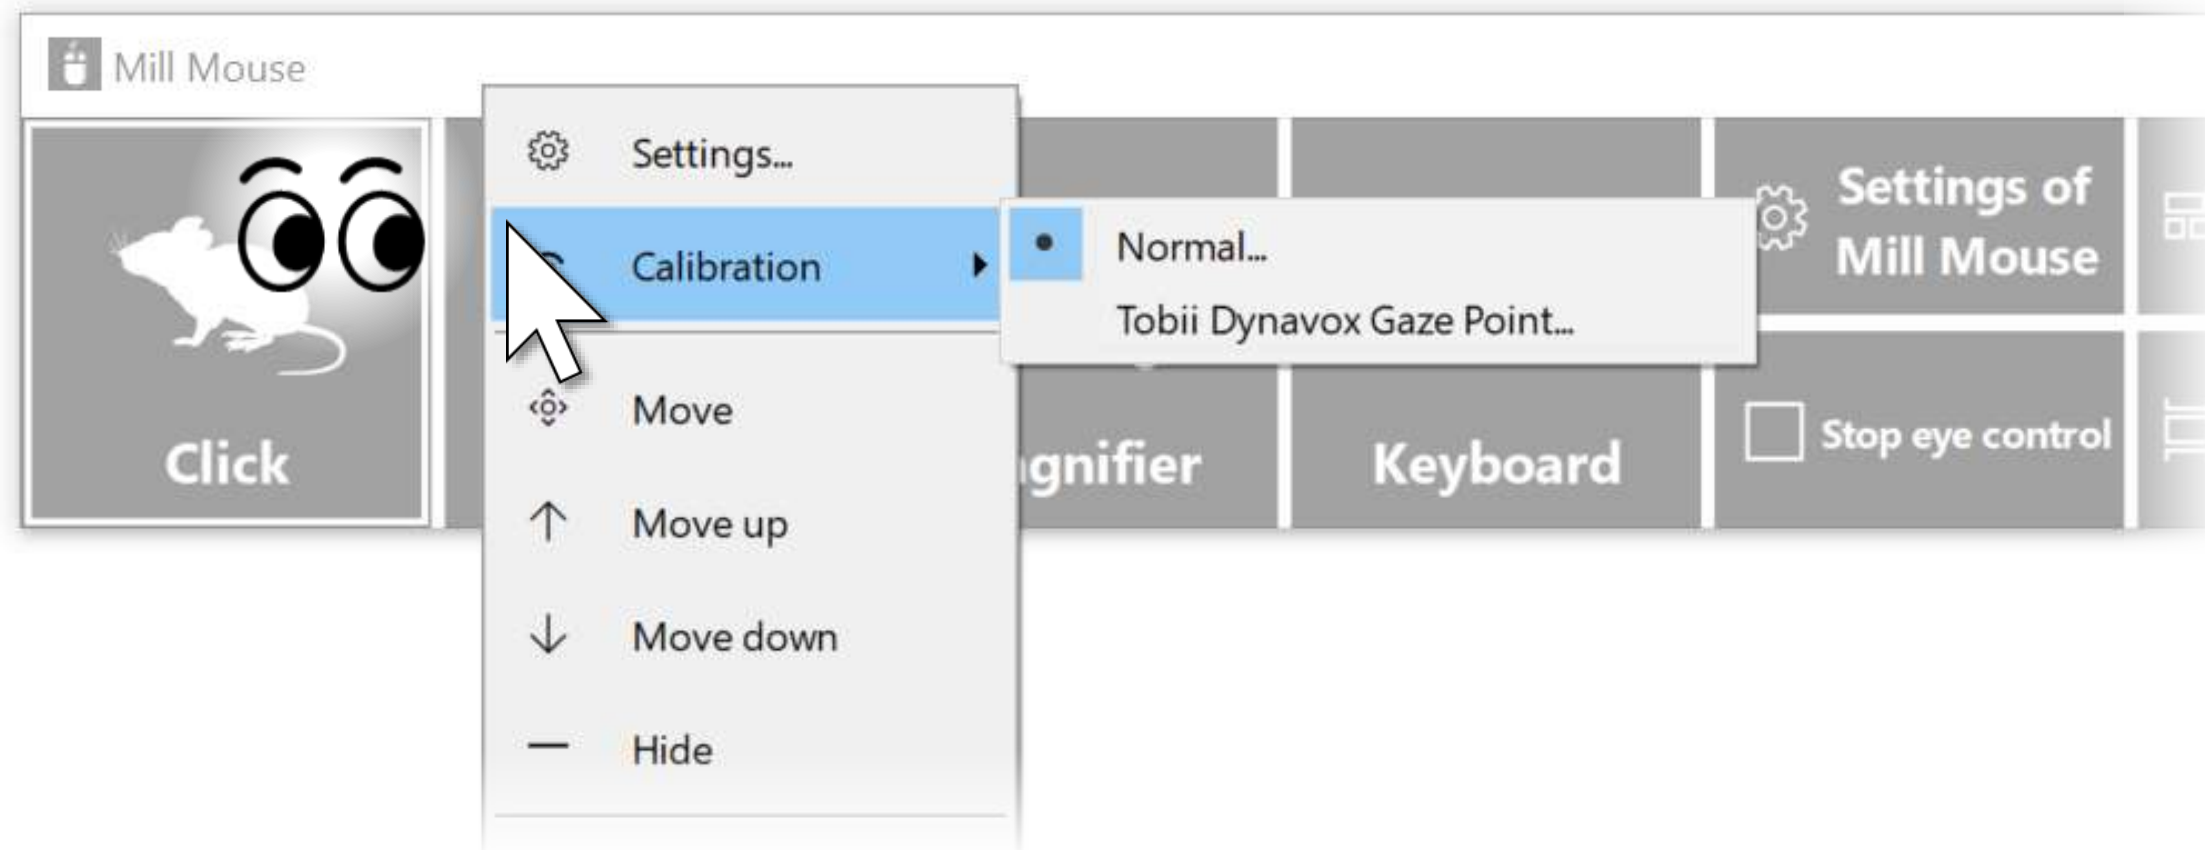 Mill Mouse
Settings...
Calibration
Normal...
Tobii Dynavox Gaze Point...
Move
Move up
Move down
Hide
Click
Keyboard
Settings of
Mill Mouse
Stop eye control